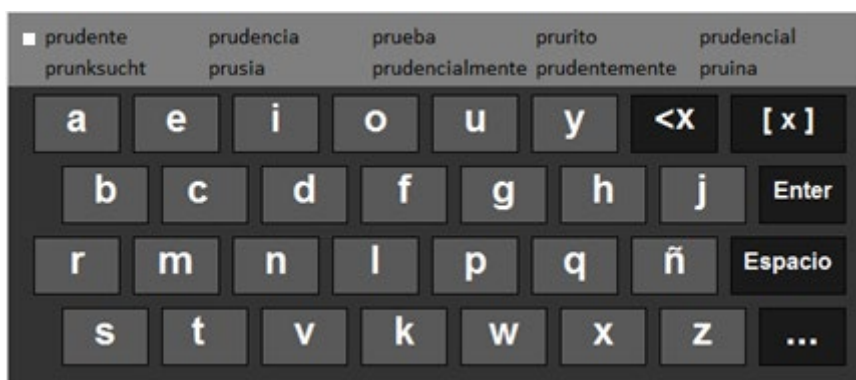 prudente prudencia prueba prurito prudencial
prunksucht prusia prudencialmente prudentemente pruina
a e i o u y <X [ x ]
b c d f g h j Enter
r m n l p q ñ Espacio
s t v k w x z ...